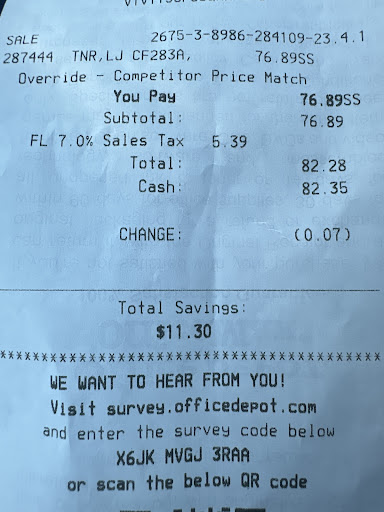 SALE 2675-3-8986-284109-23.4.1
287444 TNR,LJ CF283A, 76.89SS
Override - Competitor Price Match
You Pay 76.89SS
Subtotal: 76.89
FL 7.0% Sales Tax 5.39
Total: 82.28
Cash: 82.35
CHANGE: (0.07)
Total Savings:
$11.30
WE WANT TO HEAR FROM YOU!
Visit survey.officedepot.com
and enter the survey code below
X6JK MVGJ 3RAA
or scan the below QR code